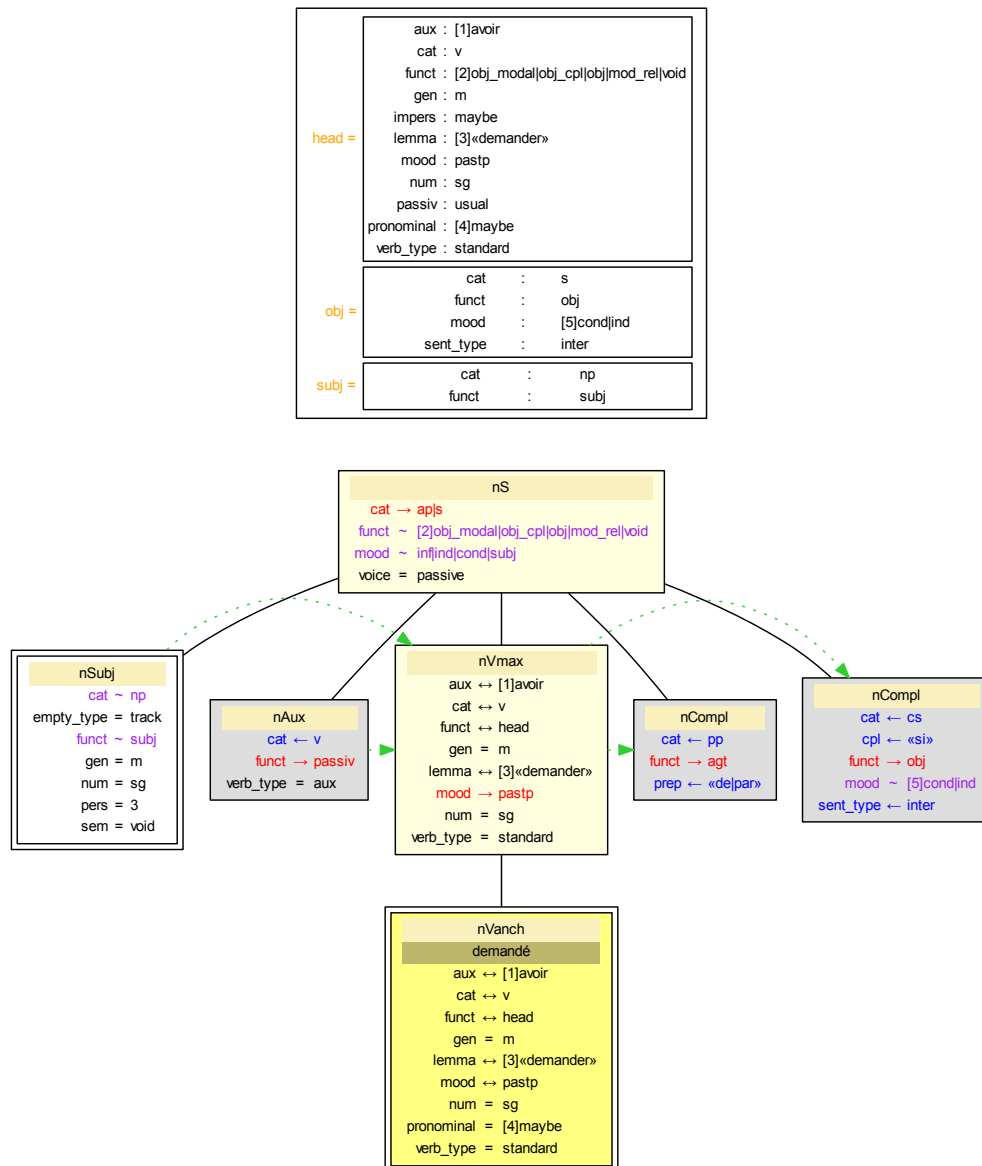 head =
aux : [1]avoir
cat : v
funct : [2]obj_modal|obj_cpl|obj|mod_rel|void
gen : m
impers : maybe
lemma : [3]«demander»
mood : pastp
num : sg
passiv : usual
pronominal : [4]maybe
verb_type : standard
obj =
cat : s
funct : obj
mood : [5]cond|ind
sent_type : inter
subj =
cat : np
funct : subj
nS
cat → ap|s
funct ~ [2]obj_modal|obj_cpl|obj|mod_rel|void
mood ~ inf|ind|cond|subj
voice = passive
nSubj
cat ~ np
empty_type = track
funct ~ subj
gen = m
num = sg
pers = 3
sem = void
nAux
cat ← v
funct → passiv
verb_type = aux
nVmax
aux ↔ [1]avoir
cat ↔ v
funct ↔ head
gen = m
lemma ↔ [3]«demander»
mood → pastp
num = sg
verb_type = standard
nCompl
cat ← pp
funct → agt
prep ← «de|par»
nCompl
cat ← cs
cpl ← «si»
funct → obj
mood ~ [5]cond|ind
sent_type ← inter
nVanch
demandé
aux ↔ [1]avoir
cat ↔ v
funct ↔ head
gen = m
lemma ↔ [3]«demander»
mood ↔ pastp
num = sg
pronominal = [4]maybe
verb_type = standard